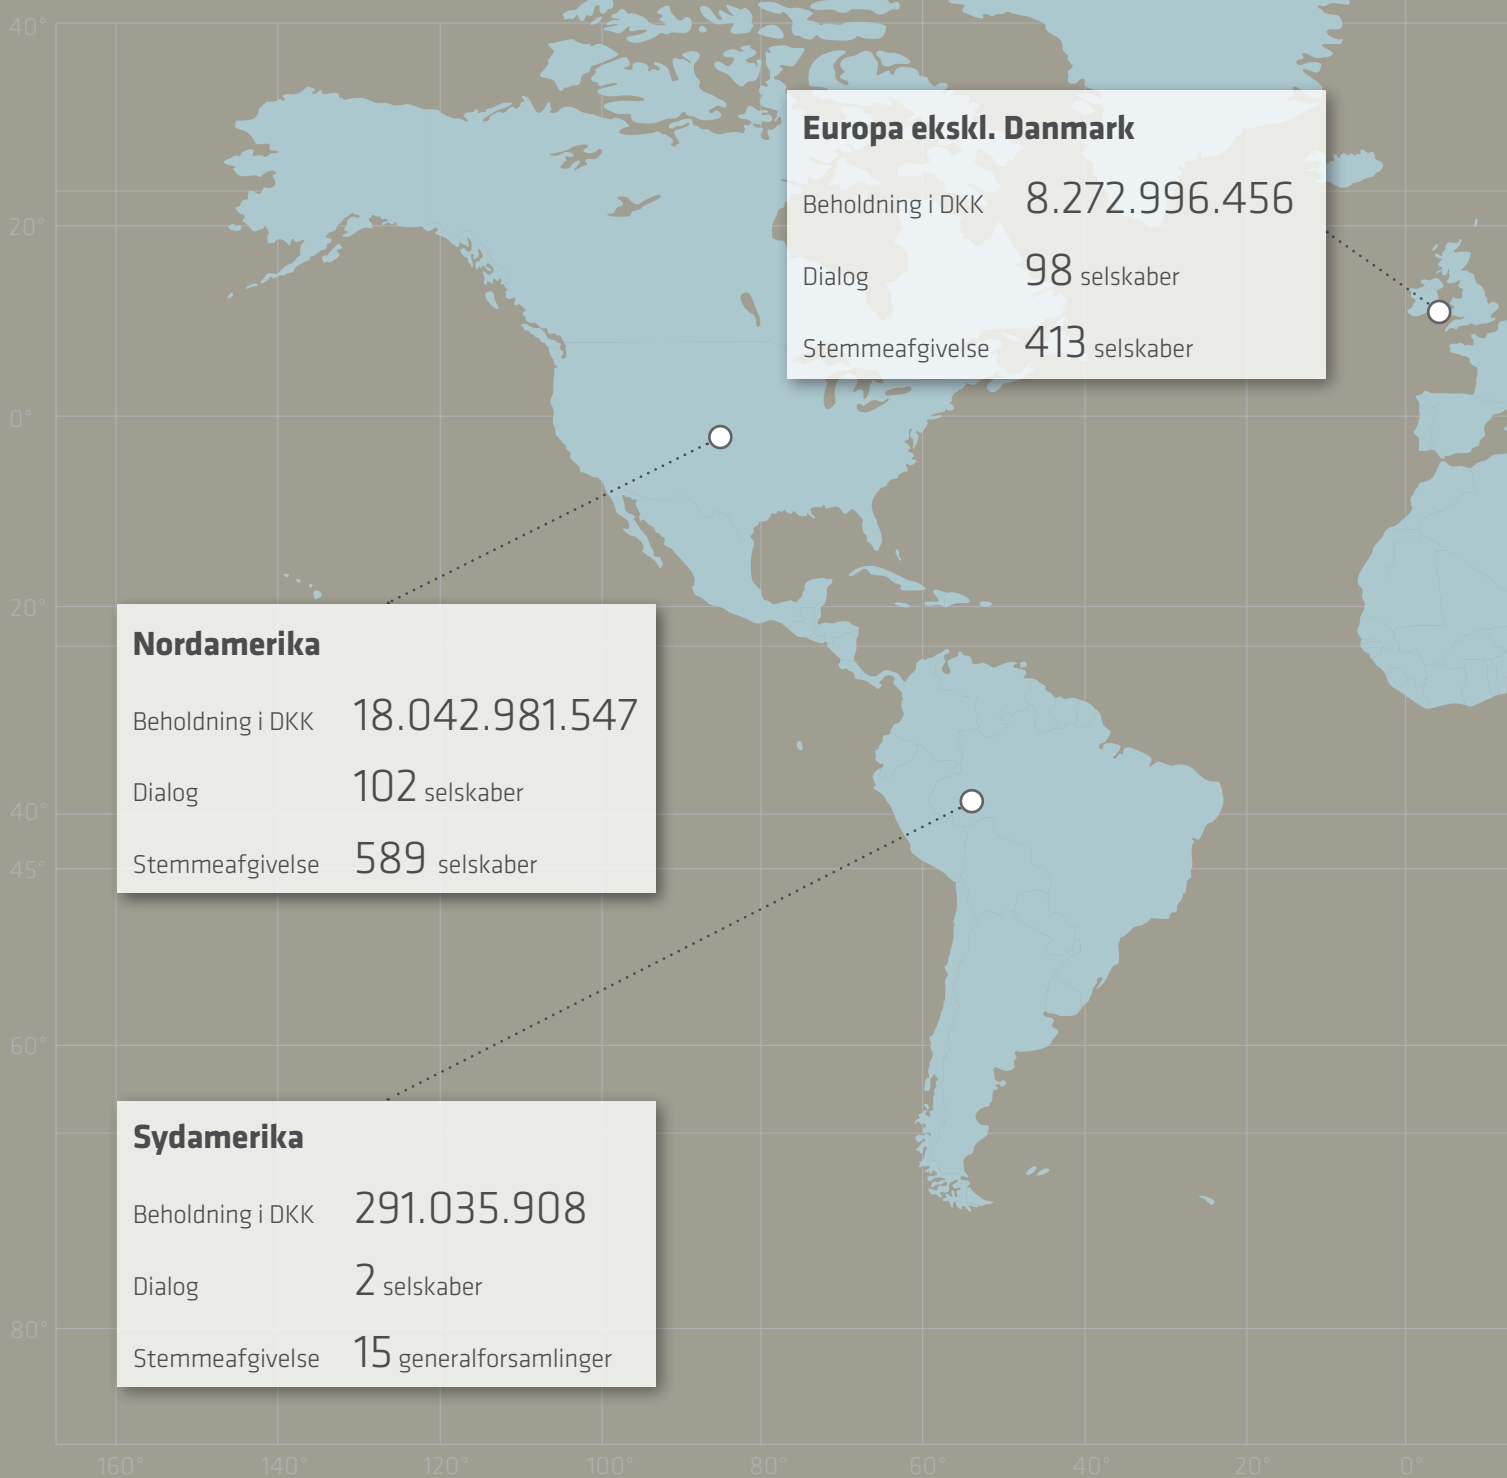 40°
Europa ekskl. Danmark
Beholdning i DKK 8.272.996.456
20°
Dialog 98 selskaber
Stemmeafgivelse 413 selskaber
0°
20°
Nordamerika
Beholdning i DKK 18.042.981.547
Dialog 102 selskaber
40°
Stemmeafgivelse 589 selskaber
45°
60°
Sydamerika
Beholdning i DKK 291.035.908
Dialog 2 selskaber
80°
Stemmeafgivelse 15 generalforsamlinger
160° 140° 120° 100° 80° 60° 40° 20° 0°